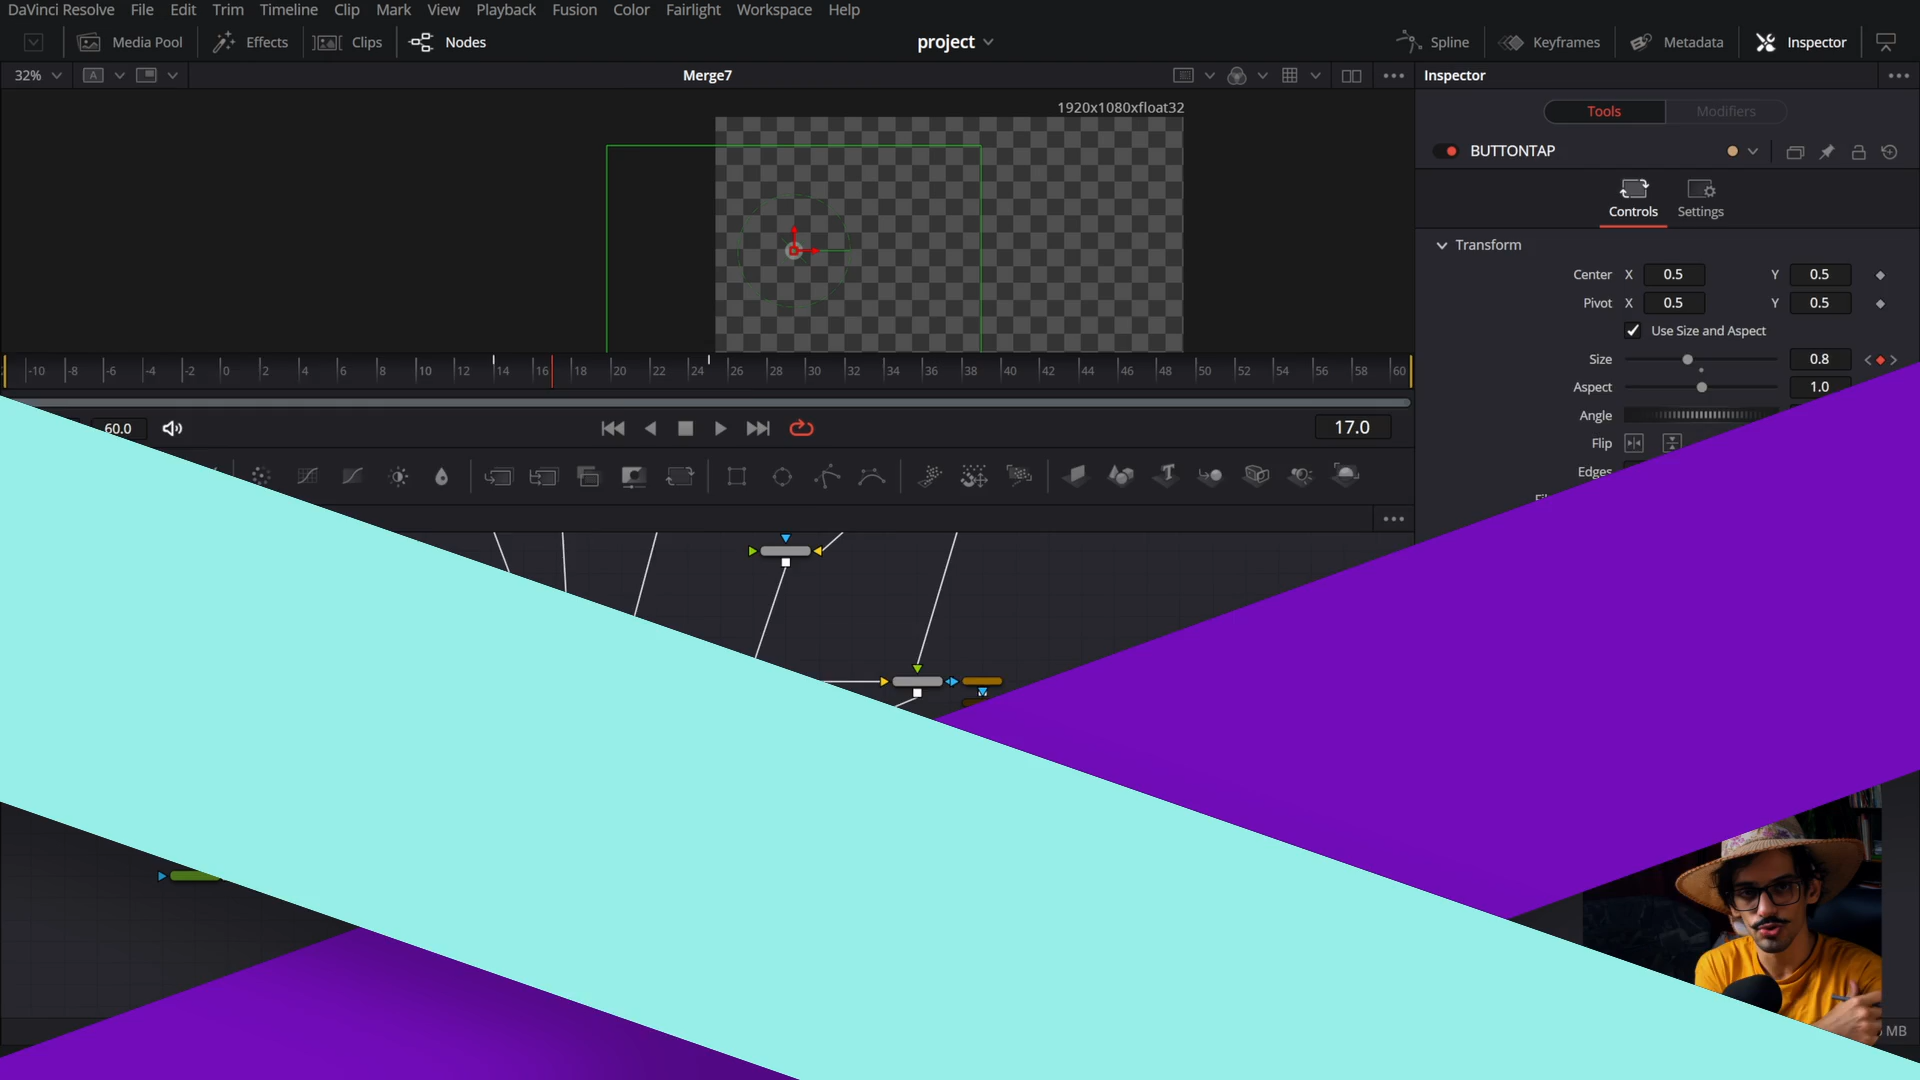 DaVinci Resolve File Edit Trim Timeline Clip Mark View Playback Fusion Color Fairlight Workspace Help
Media Pool Effects Clips Nodes project Spline Keyframes Metadata Inspector
32% A Merge7 Inspector
1920x1080xfloat32
Tools Modifiers
BUTTONTAP
Controls Settings
Transform
Center X 0.5 Y 0.5
Pivot X 0.5 Y 0.5
Use Size and Aspect
Size 0.8
-10 -8 -6 -4 -2 0 2 4 6 8 10 12 14 16 18 20 22 24 26 28 30 32 34 36 38 40 42 44 46 48 50 52 54 56 58 60
Aspect 1.0
Angle
60.0 17.0
Flip
Edges
T
MB